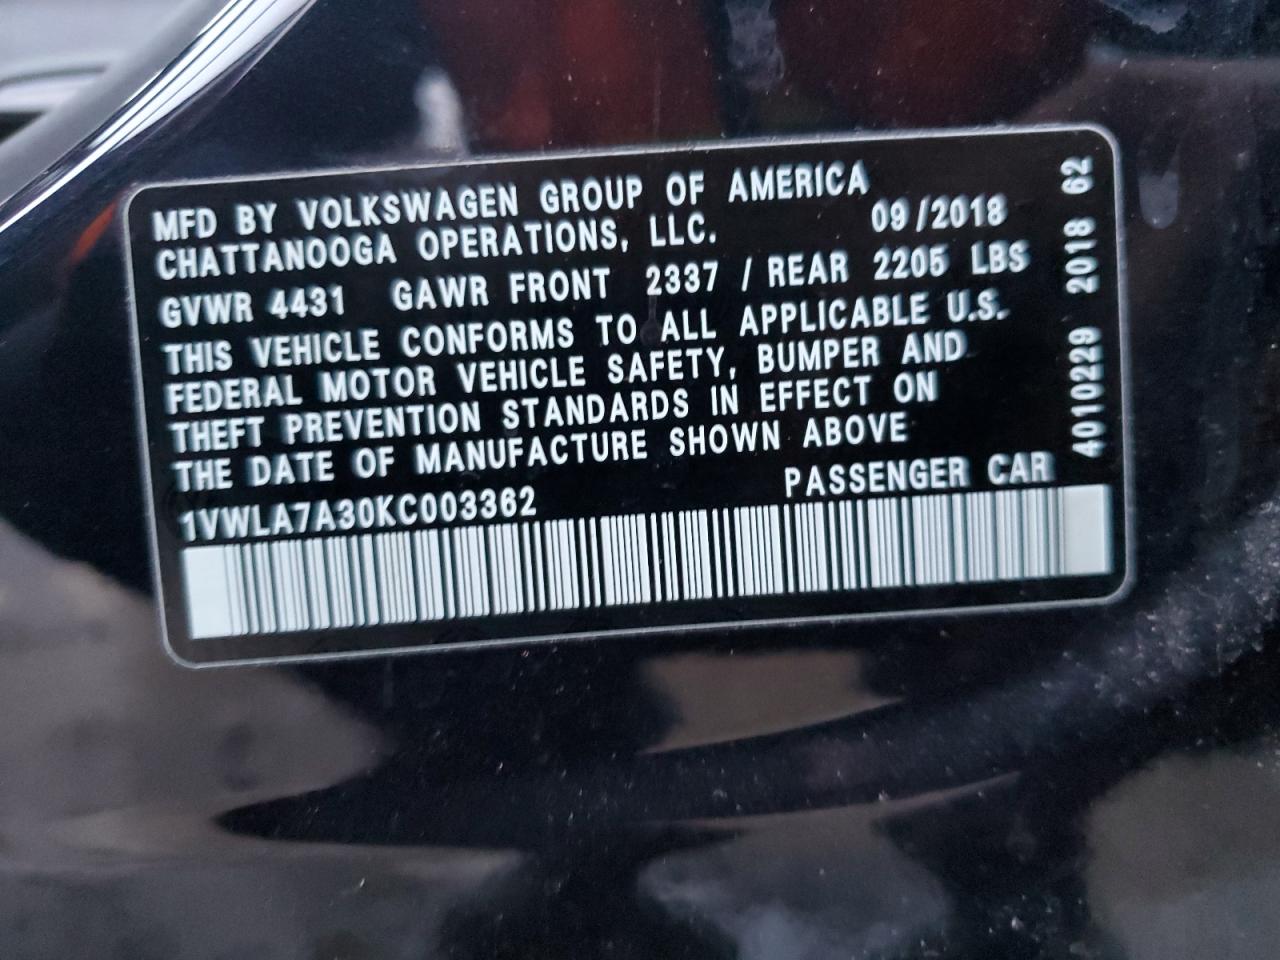 MFD BY VOLKSWAGEN GROUP OF AMERICA
CHATTANOOGA OPERATIONS, LLC. 09/2018
GVWR 4431 GAWR FRONT 2337 / REAR 2205 LBS
THIS VEHICLE CONFORMS TO ALL APPLICABLE U.S.
FEDERAL MOTOR VEHICLE SAFETY, BUMPER AND
THEFT PREVENTION STANDARDS IN EFFECT ON
THE DATE OF MANUFACTURE SHOWN ABOVE
1VWLA7A30KC003362 PASSENGER CAR
4010229 2018 62